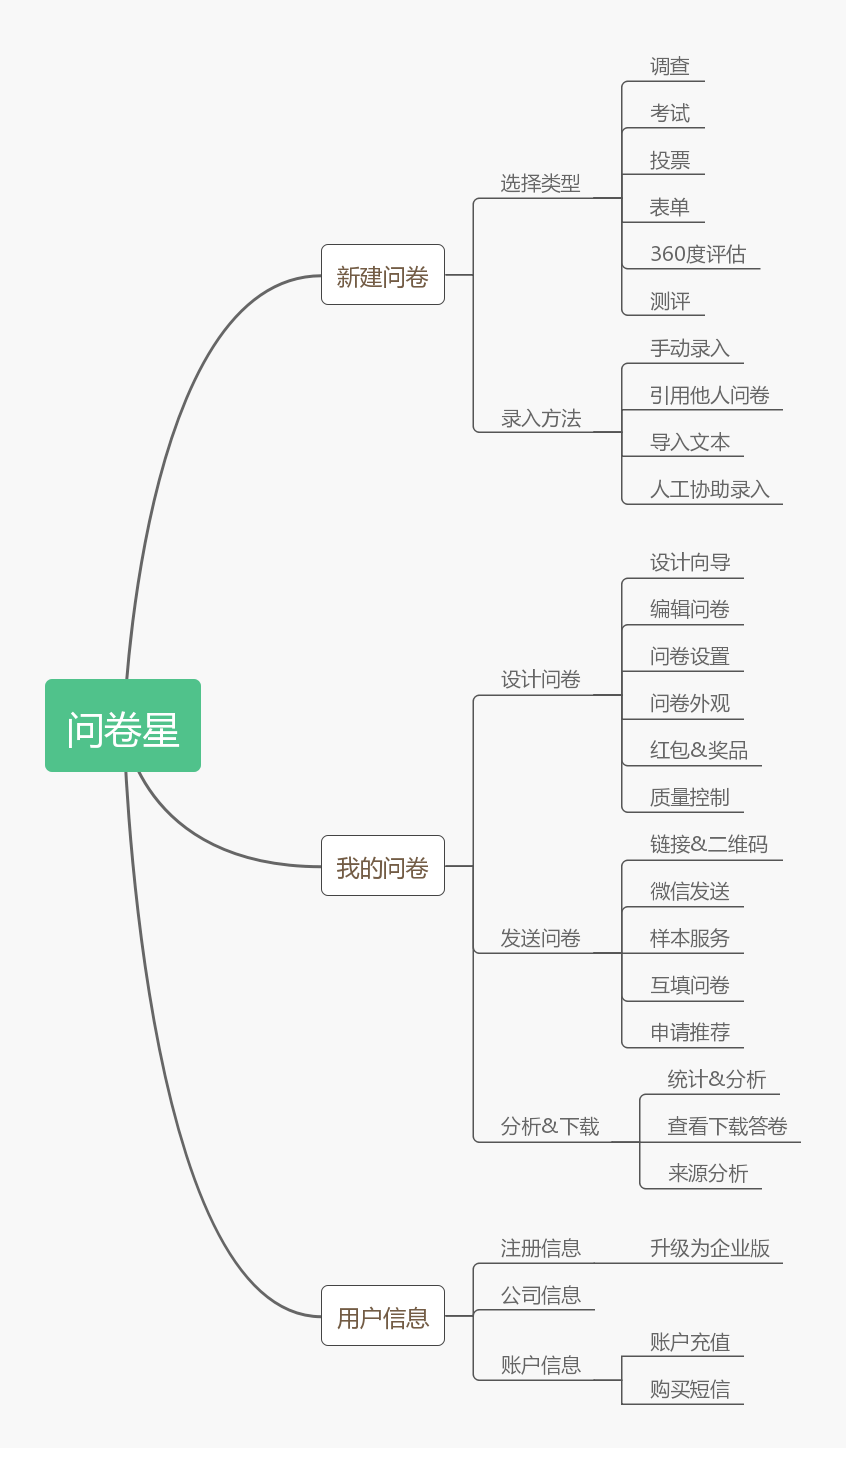 问卷星
新建问卷
选择类型
调查
考试
投票
表单
360度评估
测评
录入方法
手动录入
引用他人问卷
导入文本
人工协助录入
我的问卷
设计问卷
设计向导
编辑问卷
问卷设置
问卷外观
红包&奖品
质量控制
发送问卷
链接&二维码
微信发送
样本服务
互填问卷
申请推荐
分析&下载
统计&分析
查看下载答卷
来源分析
用户信息
注册信息
升级为企业版
公司信息
账户信息
账户充值
购买短信